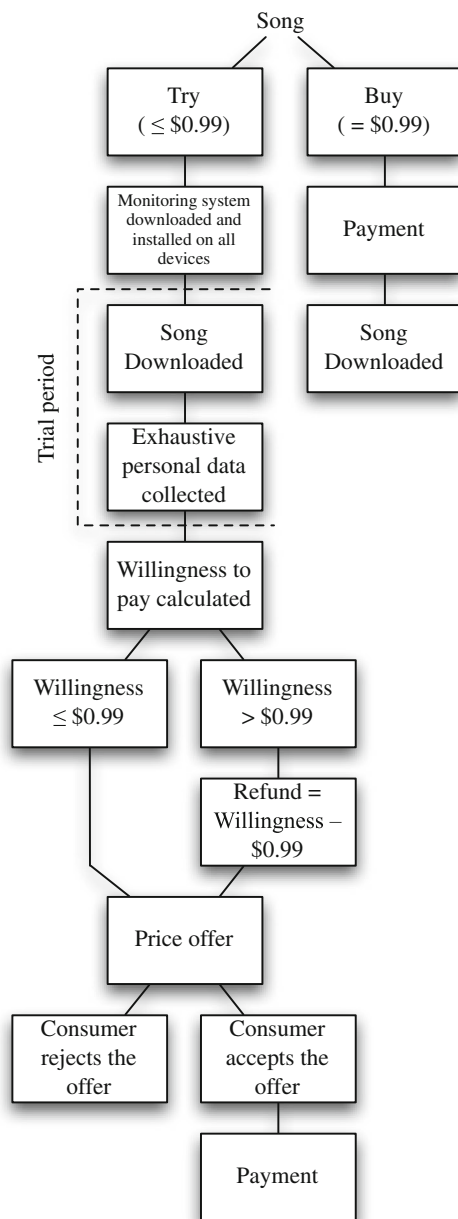 Song
Try
( ≤ $0.99)
Buy
( = $0.99)
Monitoring system
downloaded and
installed on all
devices
Payment
Trial period
Song
Downloaded
Song
Downloaded
Exhaustive
personal data
collected
Willingness to
pay calculated
Willingness
≤ $0.99
Willingness
> $0.99
Refund =
Willingness –
$0.99
Price offer
Consumer
rejects the
offer
Consumer
accepts the
offer
Payment